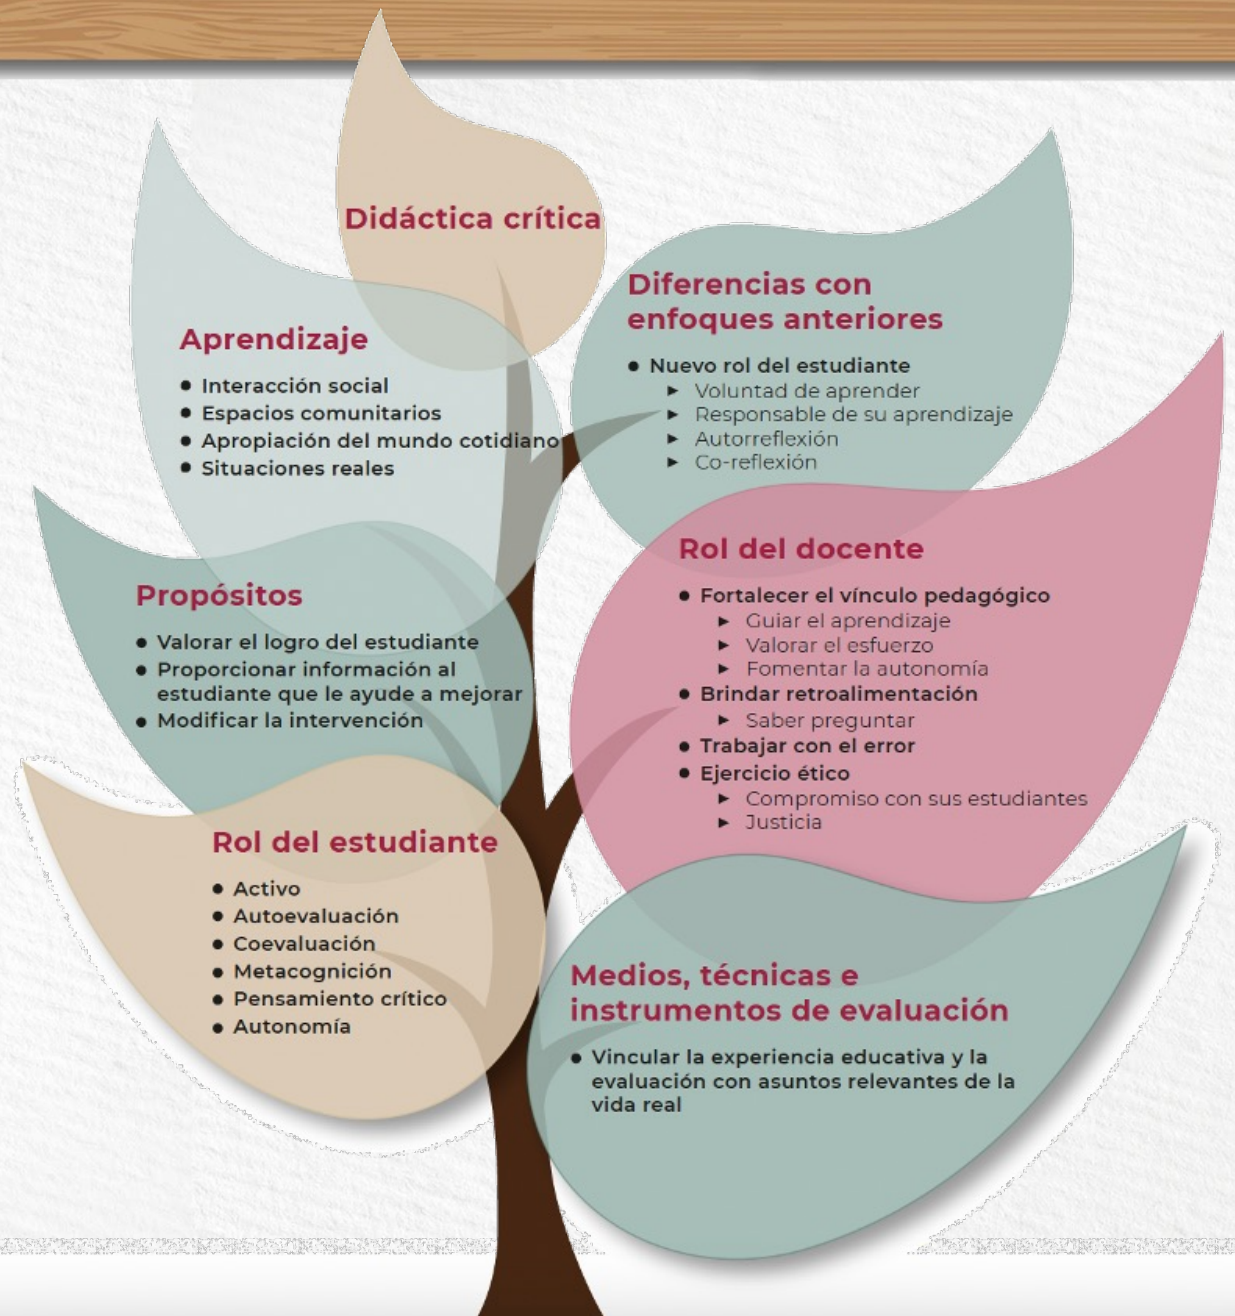 Didáctica crítica
Aprendizaje
● Interacción social
● Espacios comunitarios
● Apropiación del mundo cotidiano
● Situaciones reales
Diferencias con
enfoques anteriores
● Nuevo rol del estudiante
► Voluntad de aprender
► Responsable de su aprendizaje
► Autorreflexión
► Co-reflexión
Propósitos
● Valorar el logro del estudiante
● Proporcionar información al
estudiante que le ayude a mejorar
● Modificar la intervención
Rol del docente
● Fortalecer el vínculo pedagógico
► Guiar el aprendizaje
► Valorar el esfuerzo
► Fomentar la autonomía
● Brindar retroalimentación
► Saber preguntar
● Trabajar con el error
● Ejercicio ético
► Compromiso con sus estudiantes
► Justicia
Rol del estudiante
● Activo
● Autoevaluación
● Coevaluación
● Metacognición
● Pensamiento crítico
● Autonomía
Medios, técnicas e
instrumentos de evaluación
● Vincular la experiencia educativa y la
evaluación con asuntos relevantes de la
vida real